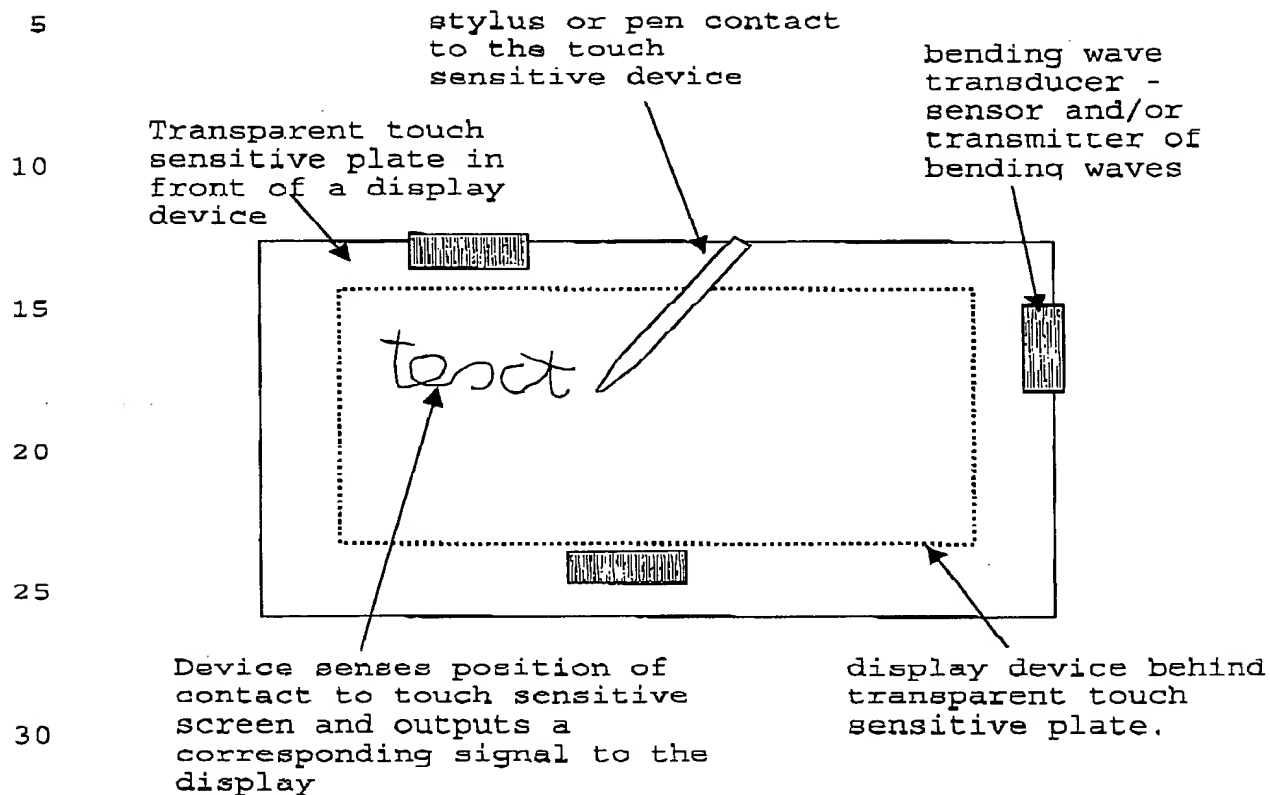 5
stylus or pen contact
to the touch
sensitive device
bending wave
transducer -
sensor and/or
transmitter of
bending waves
Transparent touch
sensitive plate in
front of a display
device
10
15
tesct
20
25
Device senses position of
contact to touch sensitive
screen and outputs a
corresponding signal to the
display
display device behind
transparent touch
sensitive plate.
30